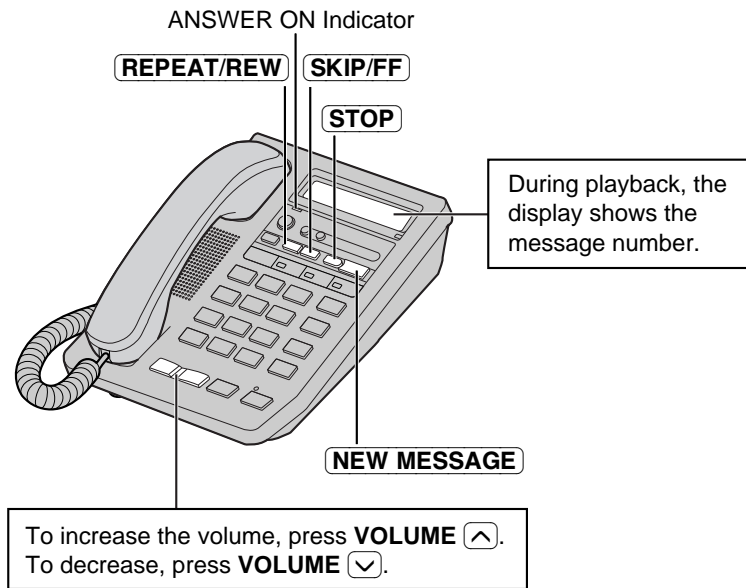 ANSWER ON Indicator
REPEAT/REW
SKIP/FF
STOP
During playback, the
display shows the
message number.
NEW MESSAGE
To increase the volume, press VOLUME.
To decrease, press VOLUME.